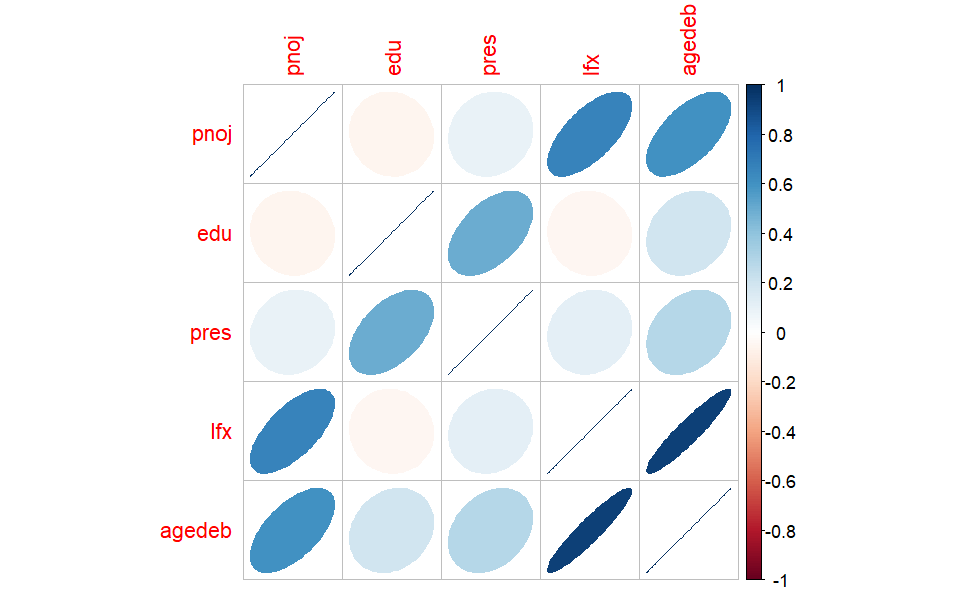 pnoj
edu
pres
lfx
agedeb
pnoj
edu
pres
lfx
agedeb
1
0.8
0.6
0.4
0.2
0
-0.2
-0.4
-0.6
-0.8
-1